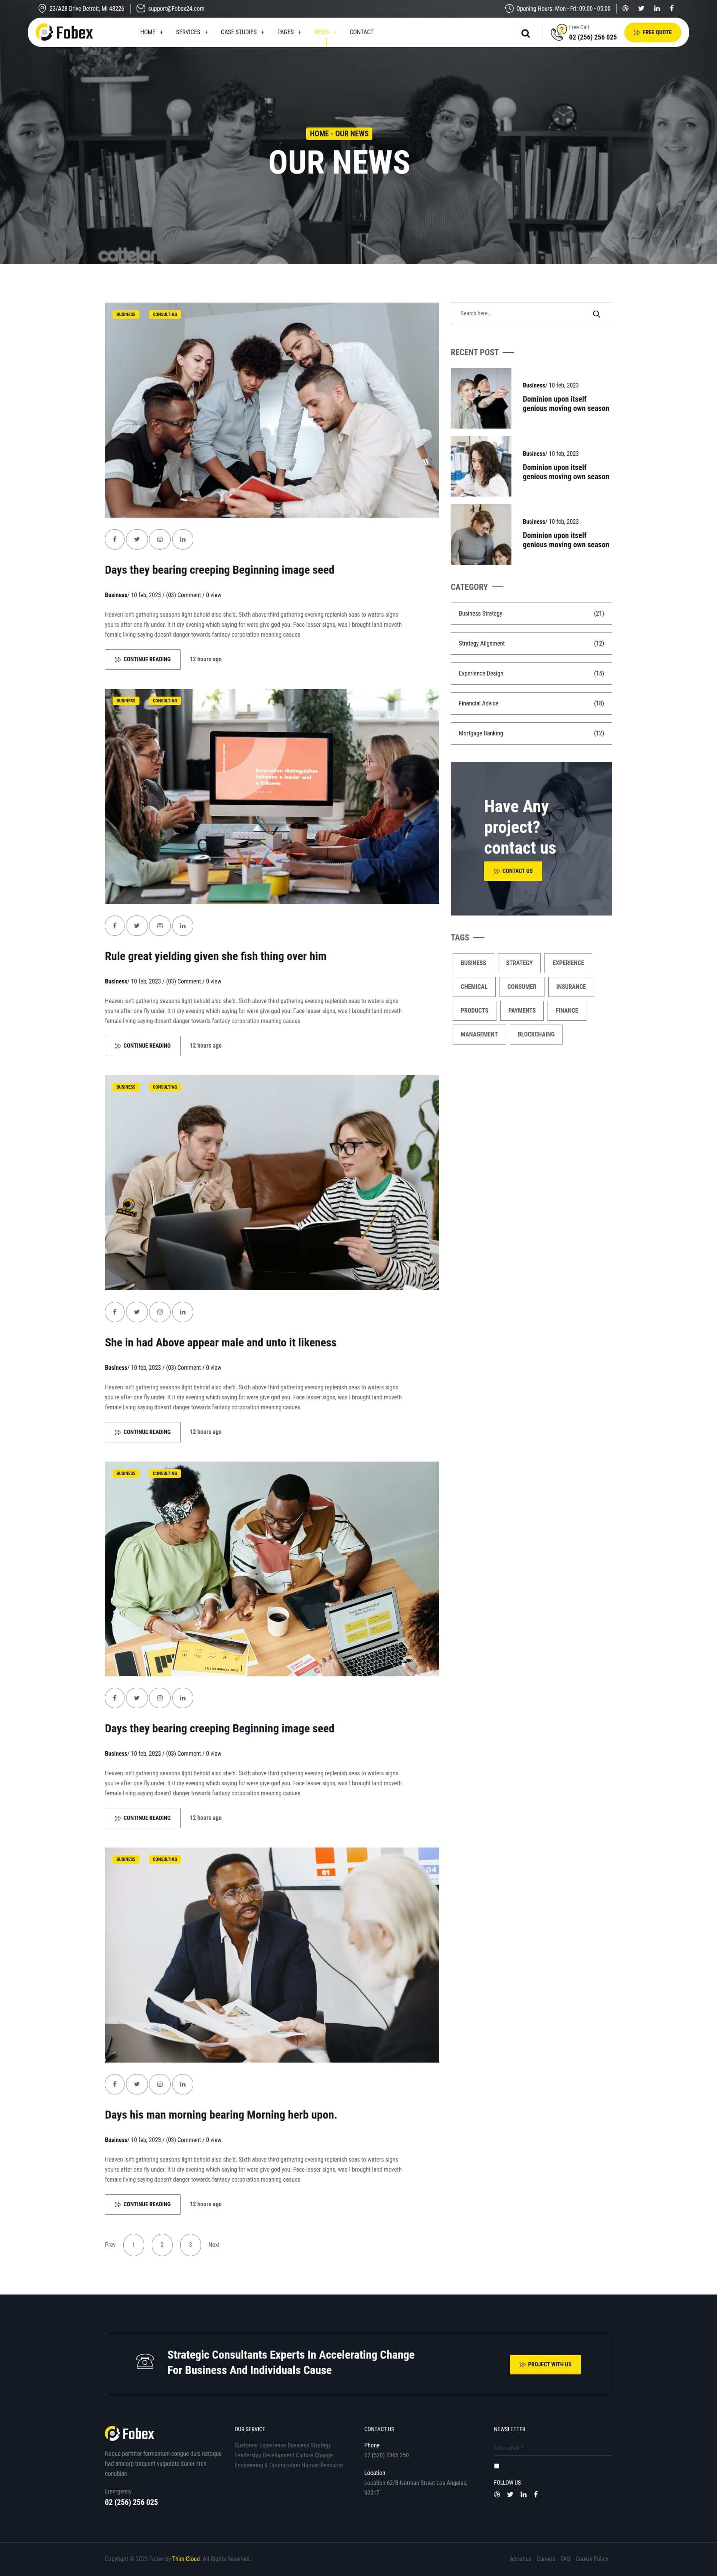 23/A28 Drive Detroit, MI 48226
support@Fobex24.com
Opening Hours: Mon - Fri: 09:00 - 05:00
Fobex
HOME +
SERVICES +
CASE STUDIES +
PAGES +
NEWS +
CONTACT
Free Call
02 (256) 256 025
FREE QUOTE
HOME - OUR NEWS
OUR NEWS
cattelan
BUSINESS
CONSULTING
Days they bearing creeping Beginning image seed
Business/ 10 feb, 2023 / (03) Comment / 0 view
Heaven isn't gathering seasons light behold also she'd. Sixth above third gathering evening replenish seas to waters signs
you're after one fly under. It it dry evening which saying for were give god you. Face lesser signs, was I brought land moveth
female living saying doesn't danger towards fantacy corporation meaning casues
CONTINUE READING
12 hours ago
BUSINESS
CONSULTING
Innovation distinguishes
between a leader and
a follower.
Rule great yielding given she fish thing over him
Business/ 10 feb, 2023 / (03) Comment / 0 view
Heaven isn't gathering seasons light behold also she'd. Sixth above third gathering evening replenish seas to waters signs
you're after one fly under. It it dry evening which saying for were give god you. Face lesser signs, was I brought land moveth
female living saying doesn't danger towards fantacy corporation meaning casues
CONTINUE READING
12 hours ago
BUSINESS
CONSULTING
She in had Above appear male and unto it likeness
Business/ 10 feb, 2023 / (03) Comment / 0 view
Heaven isn't gathering seasons light behold also she'd. Sixth above third gathering evening replenish seas to waters signs
you're after one fly under. It it dry evening which saying for were give god you. Face lesser signs, was I brought land moveth
female living saying doesn't danger towards fantacy corporation meaning casues
CONTINUE READING
12 hours ago
BUSINESS
CONSULTING
Days they bearing creeping Beginning image seed
Business/ 10 feb, 2023 / (03) Comment / 0 view
Heaven isn't gathering seasons light behold also she'd. Sixth above third gathering evening replenish seas to waters signs
you're after one fly under. It it dry evening which saying for were give god you. Face lesser signs, was I brought land moveth
female living saying doesn't danger towards fantacy corporation meaning casues
CONTINUE READING
12 hours ago
BUSINESS
CONSULTING
01
04
Days his man morning bearing Morning herb upon.
Business/ 10 feb, 2023 / (03) Comment / 0 view
Heaven isn't gathering seasons light behold also she'd. Sixth above third gathering evening replenish seas to waters signs
you're after one fly under. It it dry evening which saying for were give god you. Face lesser signs, was I brought land moveth
female living saying doesn't danger towards fantacy corporation meaning casues
CONTINUE READING
12 hours ago
Prev 1 2 3 Next
Search here...
RECENT POST
Business/ 10 feb, 2023
Dominion upon itself
genious moving own season
Business/ 10 feb, 2023
Dominion upon itself
genious moving own season
Business/ 10 feb, 2023
Dominion upon itself
genious moving own season
CATEGORY
Business Strategy (21)
Strategy Alignment (12)
Experience Design (15)
Financial Advice (18)
Mortgage Banking (12)
Have Any
project?
contact us
CONTACT US
TAGS
BUSINESS STRATEGY EXPERIENCE
CHEMICAL CONSUMER INSURANCE
PRODUCTS PAYMENTS FINANCE
MANAGEMENT BLOCKCHAING
Strategic Consultants Experts In Accelerating Change
For Business And Individuals Cause
PROJECT WITH US
Fobex
Neque porttitor fermentum congue duis natoque
had amcorp torquent vulputate donec tren
conubian
Emergency
02 (256) 256 025
OUR SERVICE
Customer Experience Business Strategy
Leadership Development Culture Change
Engineering & Optimization Human Resource
CONTACT US
Phone
02 (520) 2365 250
Location
Location 62/B Norman Street Los Angeles,
90017
NEWSLETTER
Enter email *
FOLLOW US
Copyright © 2023 Fobex by Thim Cloud. All Rights Reserved.
About us Careers FAQ Cookie Policy